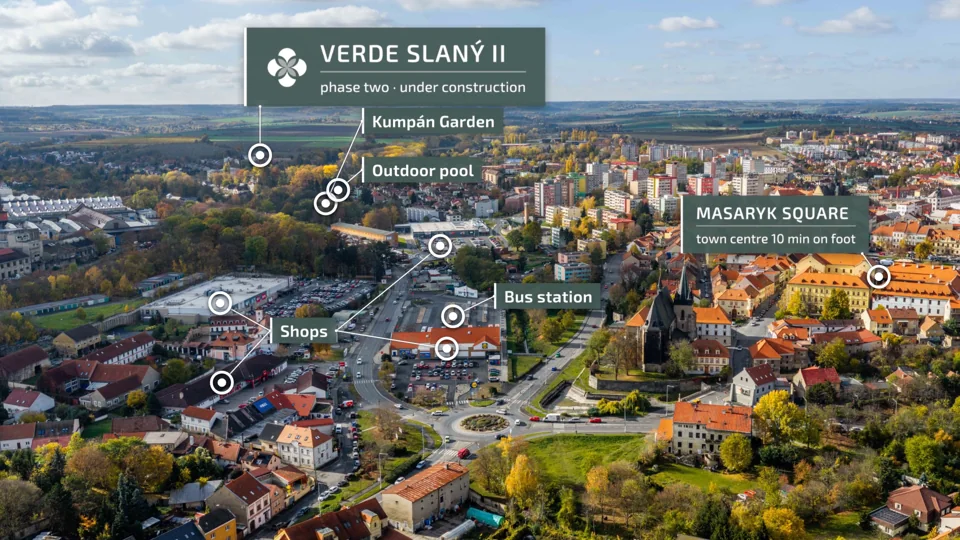 VERDE SLANÝ II
phase two · under construction
Kumpán Garden
Outdoor pool
MASARYK SQUARE
town centre 10 min on foot
Bus station
Shops